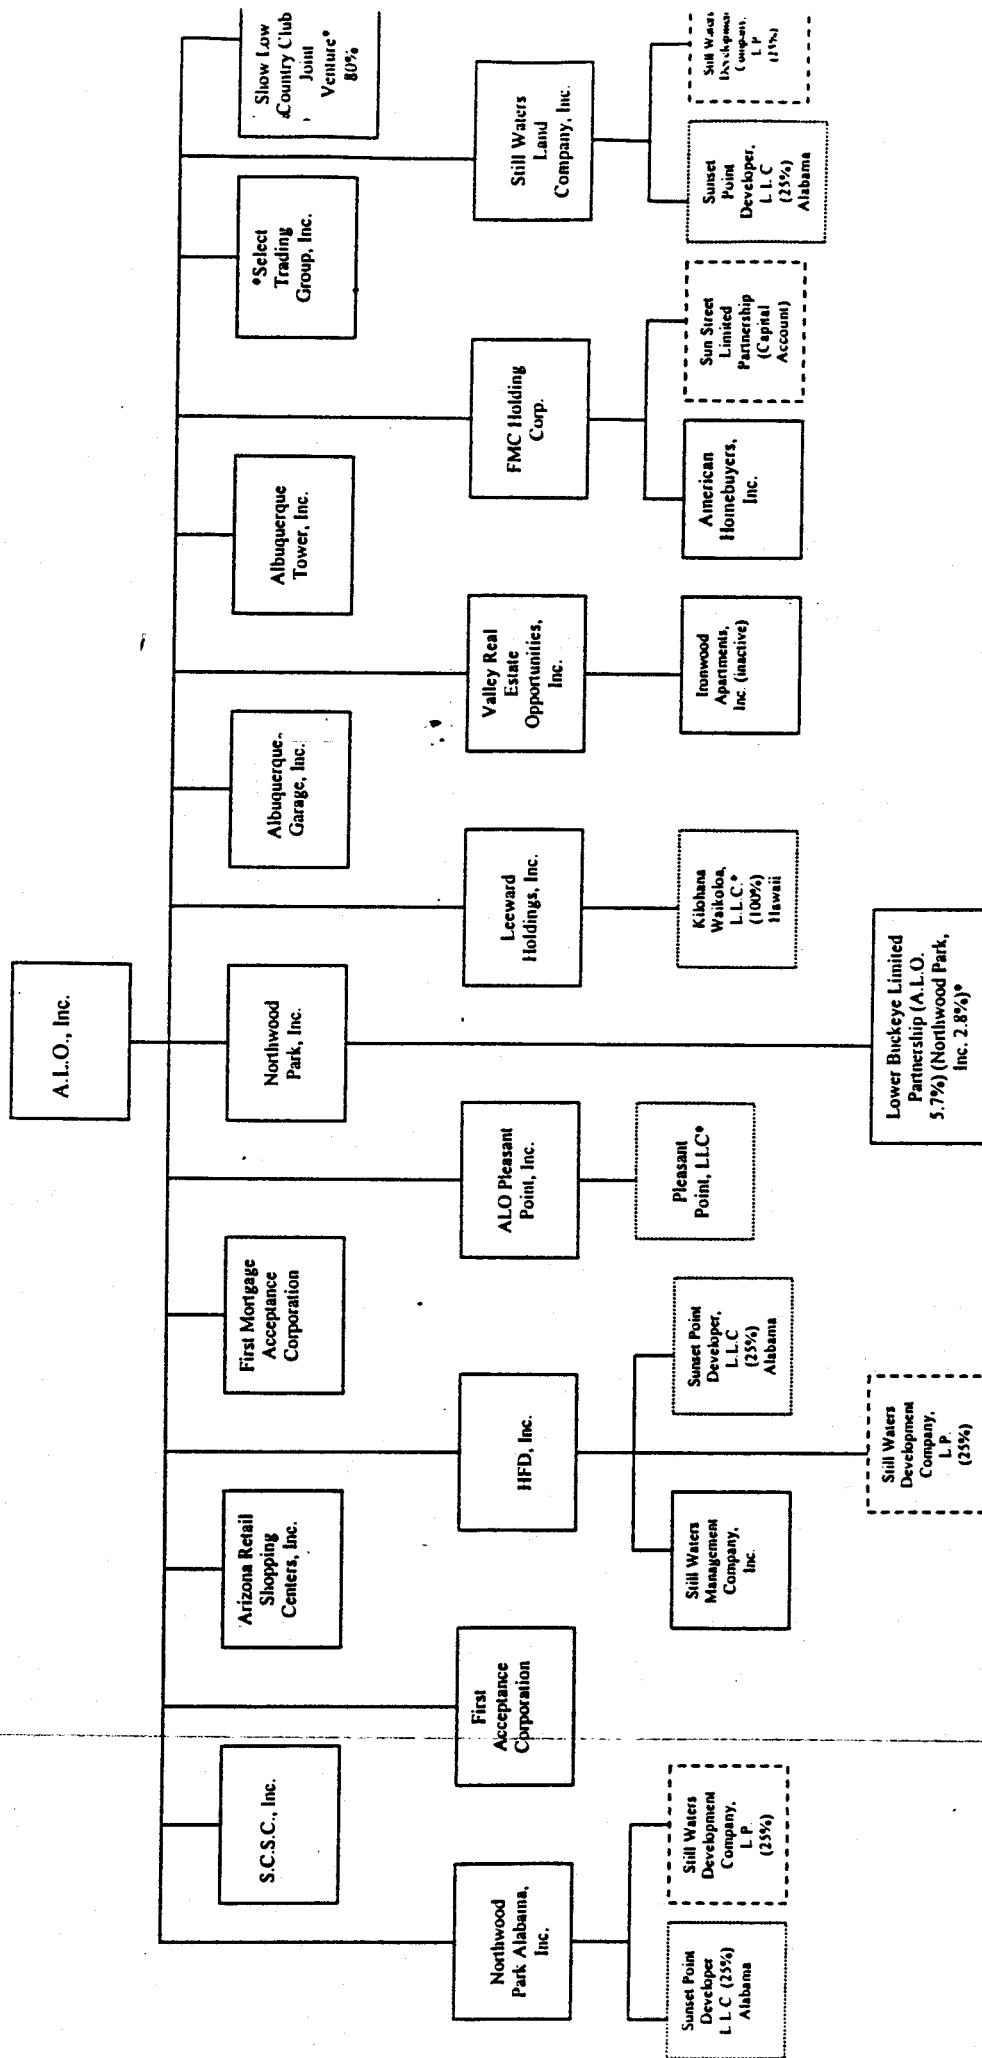 A.L.O., Inc.
S.C.S.C., Inc.
Arizona Retail
Shopping
Centers, Inc.
First Mortgage
Acceptance
Corporation
Northwood
Park, Inc.
Albuquerque
Garage, Inc.
Albuquerque
Tower, Inc.
*Select
Trading
Group, Inc.
Show Low
Country Club
Joint
Venture*
80%
Northwood
Park Alabama,
Inc.
First
Acceptance
Corporation
HFD, Inc.
ALO Pleasant
Point, Inc.
Leeward
Holdings, Inc.
Valley Real
Estate
Opportunities,
Inc.
FMC Holding
Corp.
Still Waters
Land
Company, Inc.
Sunset Point
Developer
L.L.C (25%)
Alabama
Still Waters
Development
Company,
L.P.
(25%)
Still Waters
Management
Company,
Inc.
Sunset Point
Developer,
L.L.C
(25%)
Alabama
Pleasant
Point, LLC*
Kilohana
Waikoloa,
L.L.C.*
(100%)
Hawaii
Ironwood
Apartments,
Inc. (inactive)
American
Homebuyers,
Inc.
Sun Street
Limited
Partnership
(Capital
Account)
Sunset
Point
Developer,
L.L.C
(25%)
Alabama
Still Waters
Development
Company,
L.P.
(25%)
Still Waters
Development
Company,
L.P.
(25%)
Lower Buckeye Limited
Partnership (A.L.O.
5.7%) (Northwood Park,
Inc. 2.8%)*